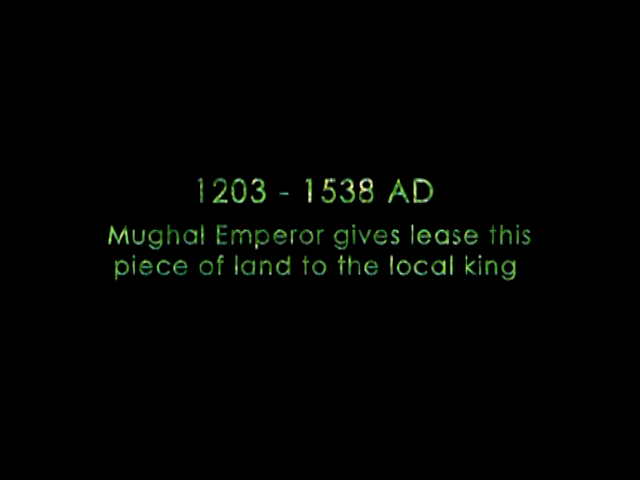 1203 - 1538 AD
Mughal Emperor gives lease this
piece of land to the local king